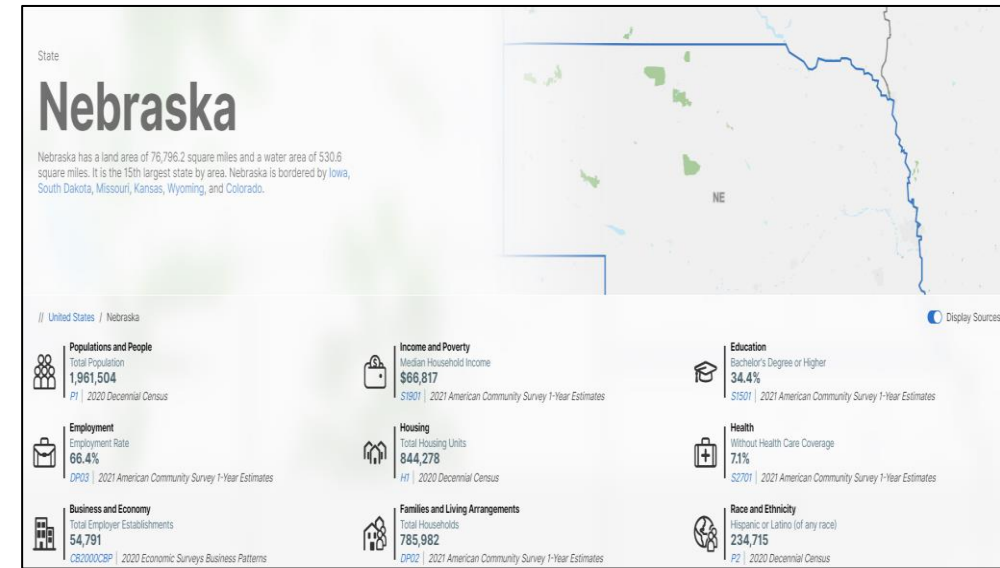 State
Nebraska
Nebraska has a land area of 76,796.2 square miles and a water area of 530.6
square miles. It is the 15th largest state by area. Nebraska is bordered by Iowa,
South Dakota, Missouri, Kansas, Wyoming, and Colorado.
NE
// United States / Nebraska
Display Sources
Populations and People
Total Population
1,961,504
P1 | 2020 Decennial Census
Income and Poverty
Median Household Income
$66,817
S1901 | 2021 American Community Survey 1-Year Estimates
Education
Bachelor's Degree or Higher
34.4%
S1501 | 2021 American Community Survey 1-Year Estimates
Employment
Employment Rate
66.4%
DP03 | 2021 American Community Survey 1-Year Estimates
Housing
Total Housing Units
844,278
H1 | 2020 Decennial Census
Health
Without Health Care Coverage
7.1%
S2701 | 2021 American Community Survey 1-Year Estimates
Business and Economy
Total Employer Establishments
54,791
CB2000CBP | 2020 Economic Surveys Business Patterns
Families and Living Arrangements
Total Households
785,982
DP02 | 2021 American Community Survey 1-Year Estimates
Race and Ethnicity
Hispanic or Latino (of any race)
234,715
P2 | 2020 Decennial Census